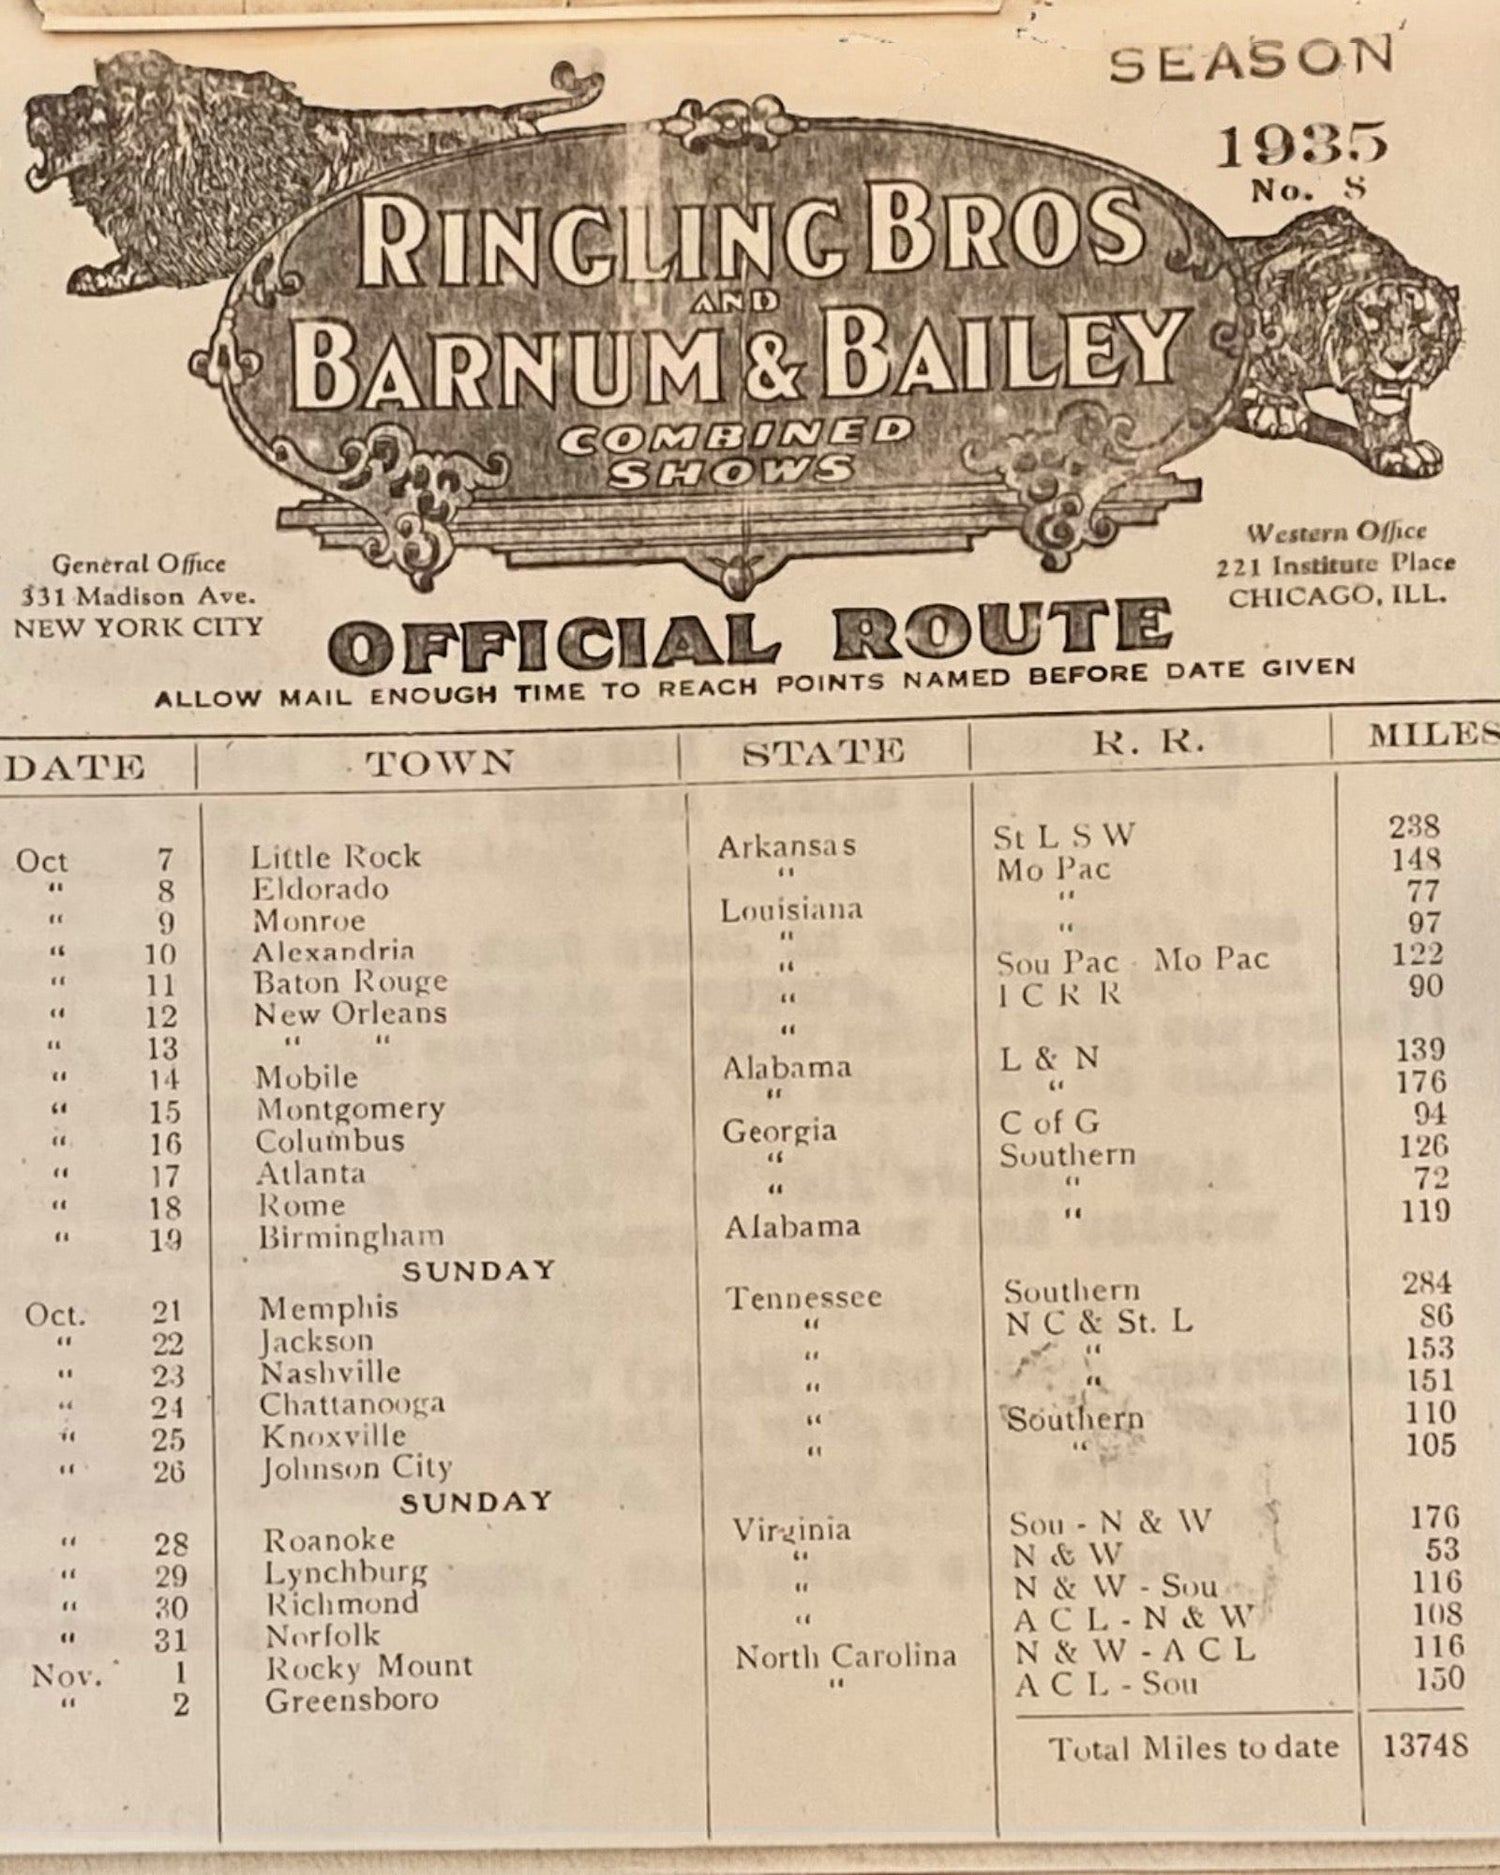 SEASON
1935
No. 8
RINGLING BROS
AND
BARNUM & BAILEY
COMBINED
SHOWS
General Office
331 Madison Ave.
NEW YORK CITY
Western Office
221 Institute Place
CHICAGO, ILL.
OFFICIAL ROUTE
ALLOW MAIL ENOUGH TIME TO REACH POINTS NAMED BEFORE DATE GIVEN
DATE TOWN STATE R. R. MILES
Oct 7 Little Rock Arkansas St L S W 238
" 8 Eldorado " Mo Pac 148
" 9 Monroe Louisiana " 77
" 10 Alexandria " " 97
" 11 Baton Rouge " Sou Pac - Mo Pac 122
" 12 New Orleans " I C R R 90
" 13 " " "
" 14 Mobile Alabama L & N 139
" 15 Montgomery " " 176
" 16 Columbus Georgia C of G 94
" 17 Atlanta " Southern 126
" 18 Rome " " 72
" 19 Birmingham Alabama " 119
SUNDAY
Oct. 21 Memphis Tennessee Southern 284
" 22 Jackson " N C & St. L 86
" 23 Nashville " " 153
" 24 Chattanooga " " 151
" 25 Knoxville " Southern 110
" 26 Johnson City " " 105
SUNDAY
" 28 Roanoke Virginia Sou - N & W 176
" 29 Lynchburg " N & W 53
" 30 Richmond " N & W - Sou 116
" 31 Norfolk " A C L - N & W 108
Nov. 1 Rocky Mount North Carolina N & W - A C L 116
" 2 Greensboro " A C L - Sou 150
Total Miles to date 13748